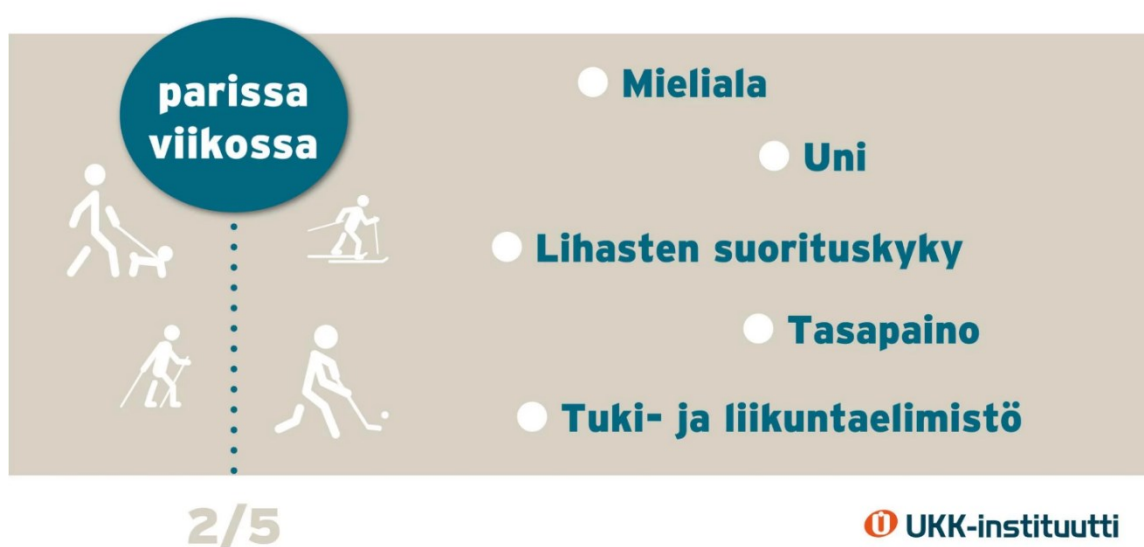 parissa
viikossa
Mieliala
Uni
Lihasten suorituskyky
Tasapaino
Tuki- ja liikuntaelimistö
2/5
UKK-instituutti